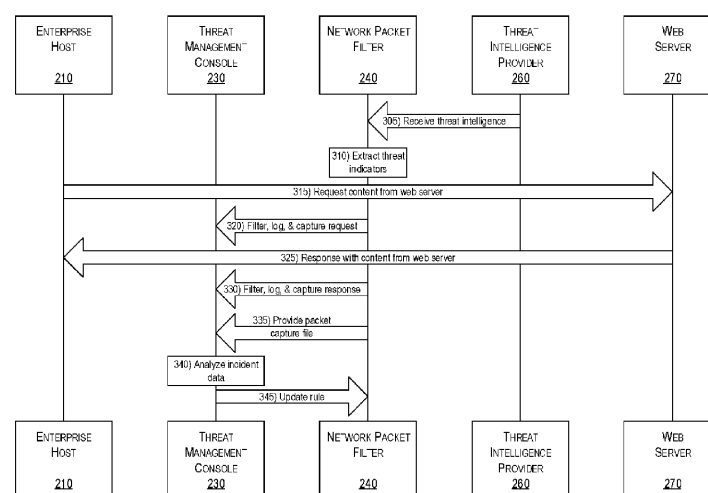 ENTERPRISE
HOST
210
THREAT
MANAGEMENT
CONSOLE
230
NETWORK PACKET
FILTER
240
THREAT
INTELLIGENCE
PROVIDER
260
WEB
SERVER
270
305) Receive threat intelligence
310) Extract threat
indicators
315) Request content from web server
320) Filter, log, & capture request
325) Response with content from web server
330) Filter, log, & capture response
335) Provide packet
capture file
340) Analyze incident
data
345) Update rule
ENTERPRISE
HOST
210
THREAT
MANAGEMENT
CONSOLE
230
NETWORK PACKET
FILTER
240
THREAT
INTELLIGENCE
PROVIDER
260
WEB
SERVER
270